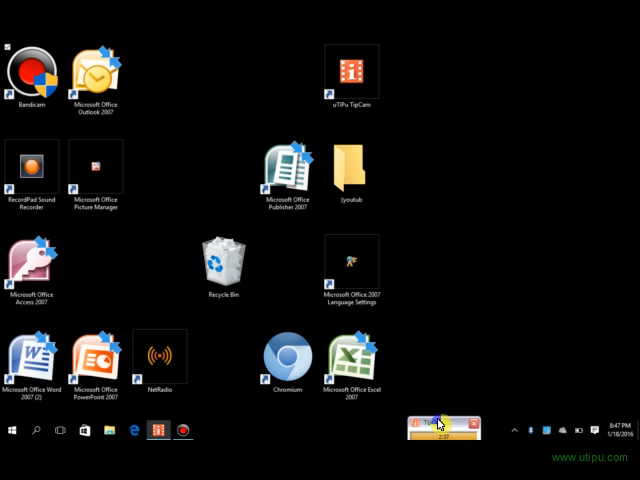 Bandicam
Microsoft Office
Outlook 2007
uTIPu TipCam
RecordPad Sound
Recorder
Microsoft Office
Picture Manager
Microsoft Office
Publisher 2007
Microsoft Office
Access 2007
Recycle Bin
Microsoft Office 2007
Language Settings
Microsoft Office Word
2007 (2)
Microsoft Office
PowerPoint 2007
NetRadio
Chromium
Microsoft Office Excel
2007
2:37
8:47 PM
1/18/2016
www.utipu.com